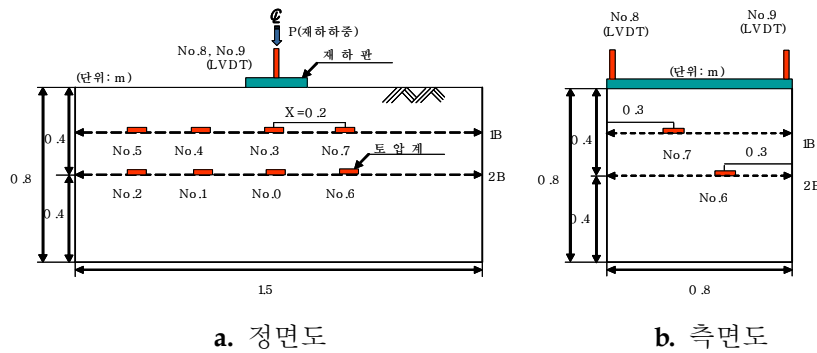 ℄
P(재하하중)
No.8, No.9
(LVDT)
재 하 판
(단위: m)
X=0.2
0.4
1B
No.5
No.4
No.3
No.7
토 압 계
0.8
2B
No.2
No.1
No.0
No.6
0.4
1.5
a. 정면도
No.8
(LVDT)
No.9
(LVDT)
(단위: m)
0.3
0.4
1B
No.7
0.3
0.8
2B
No.6
0.4
0.8
b. 측면도